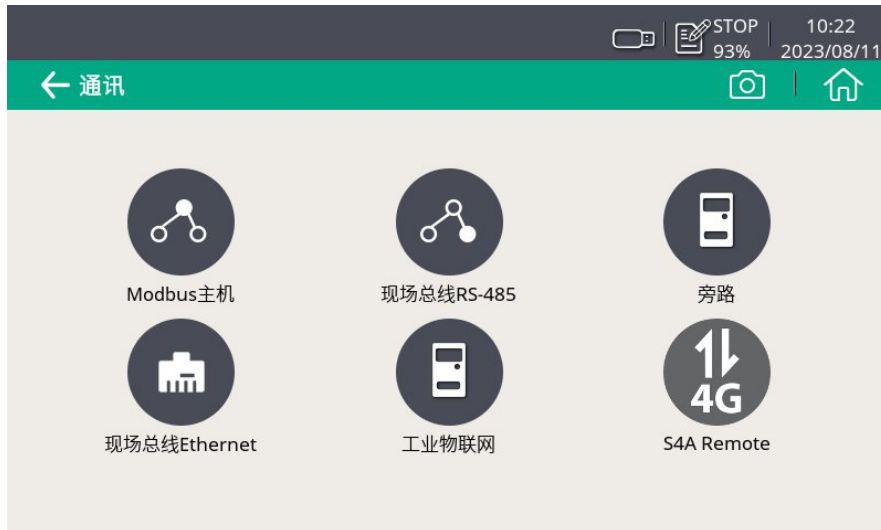 STOP
93%
10:22
2023/08/11
通讯
Modbus主机
现场总线RS-485
旁路
现场总线Ethernet
工业物联网
4G
S4A Remote